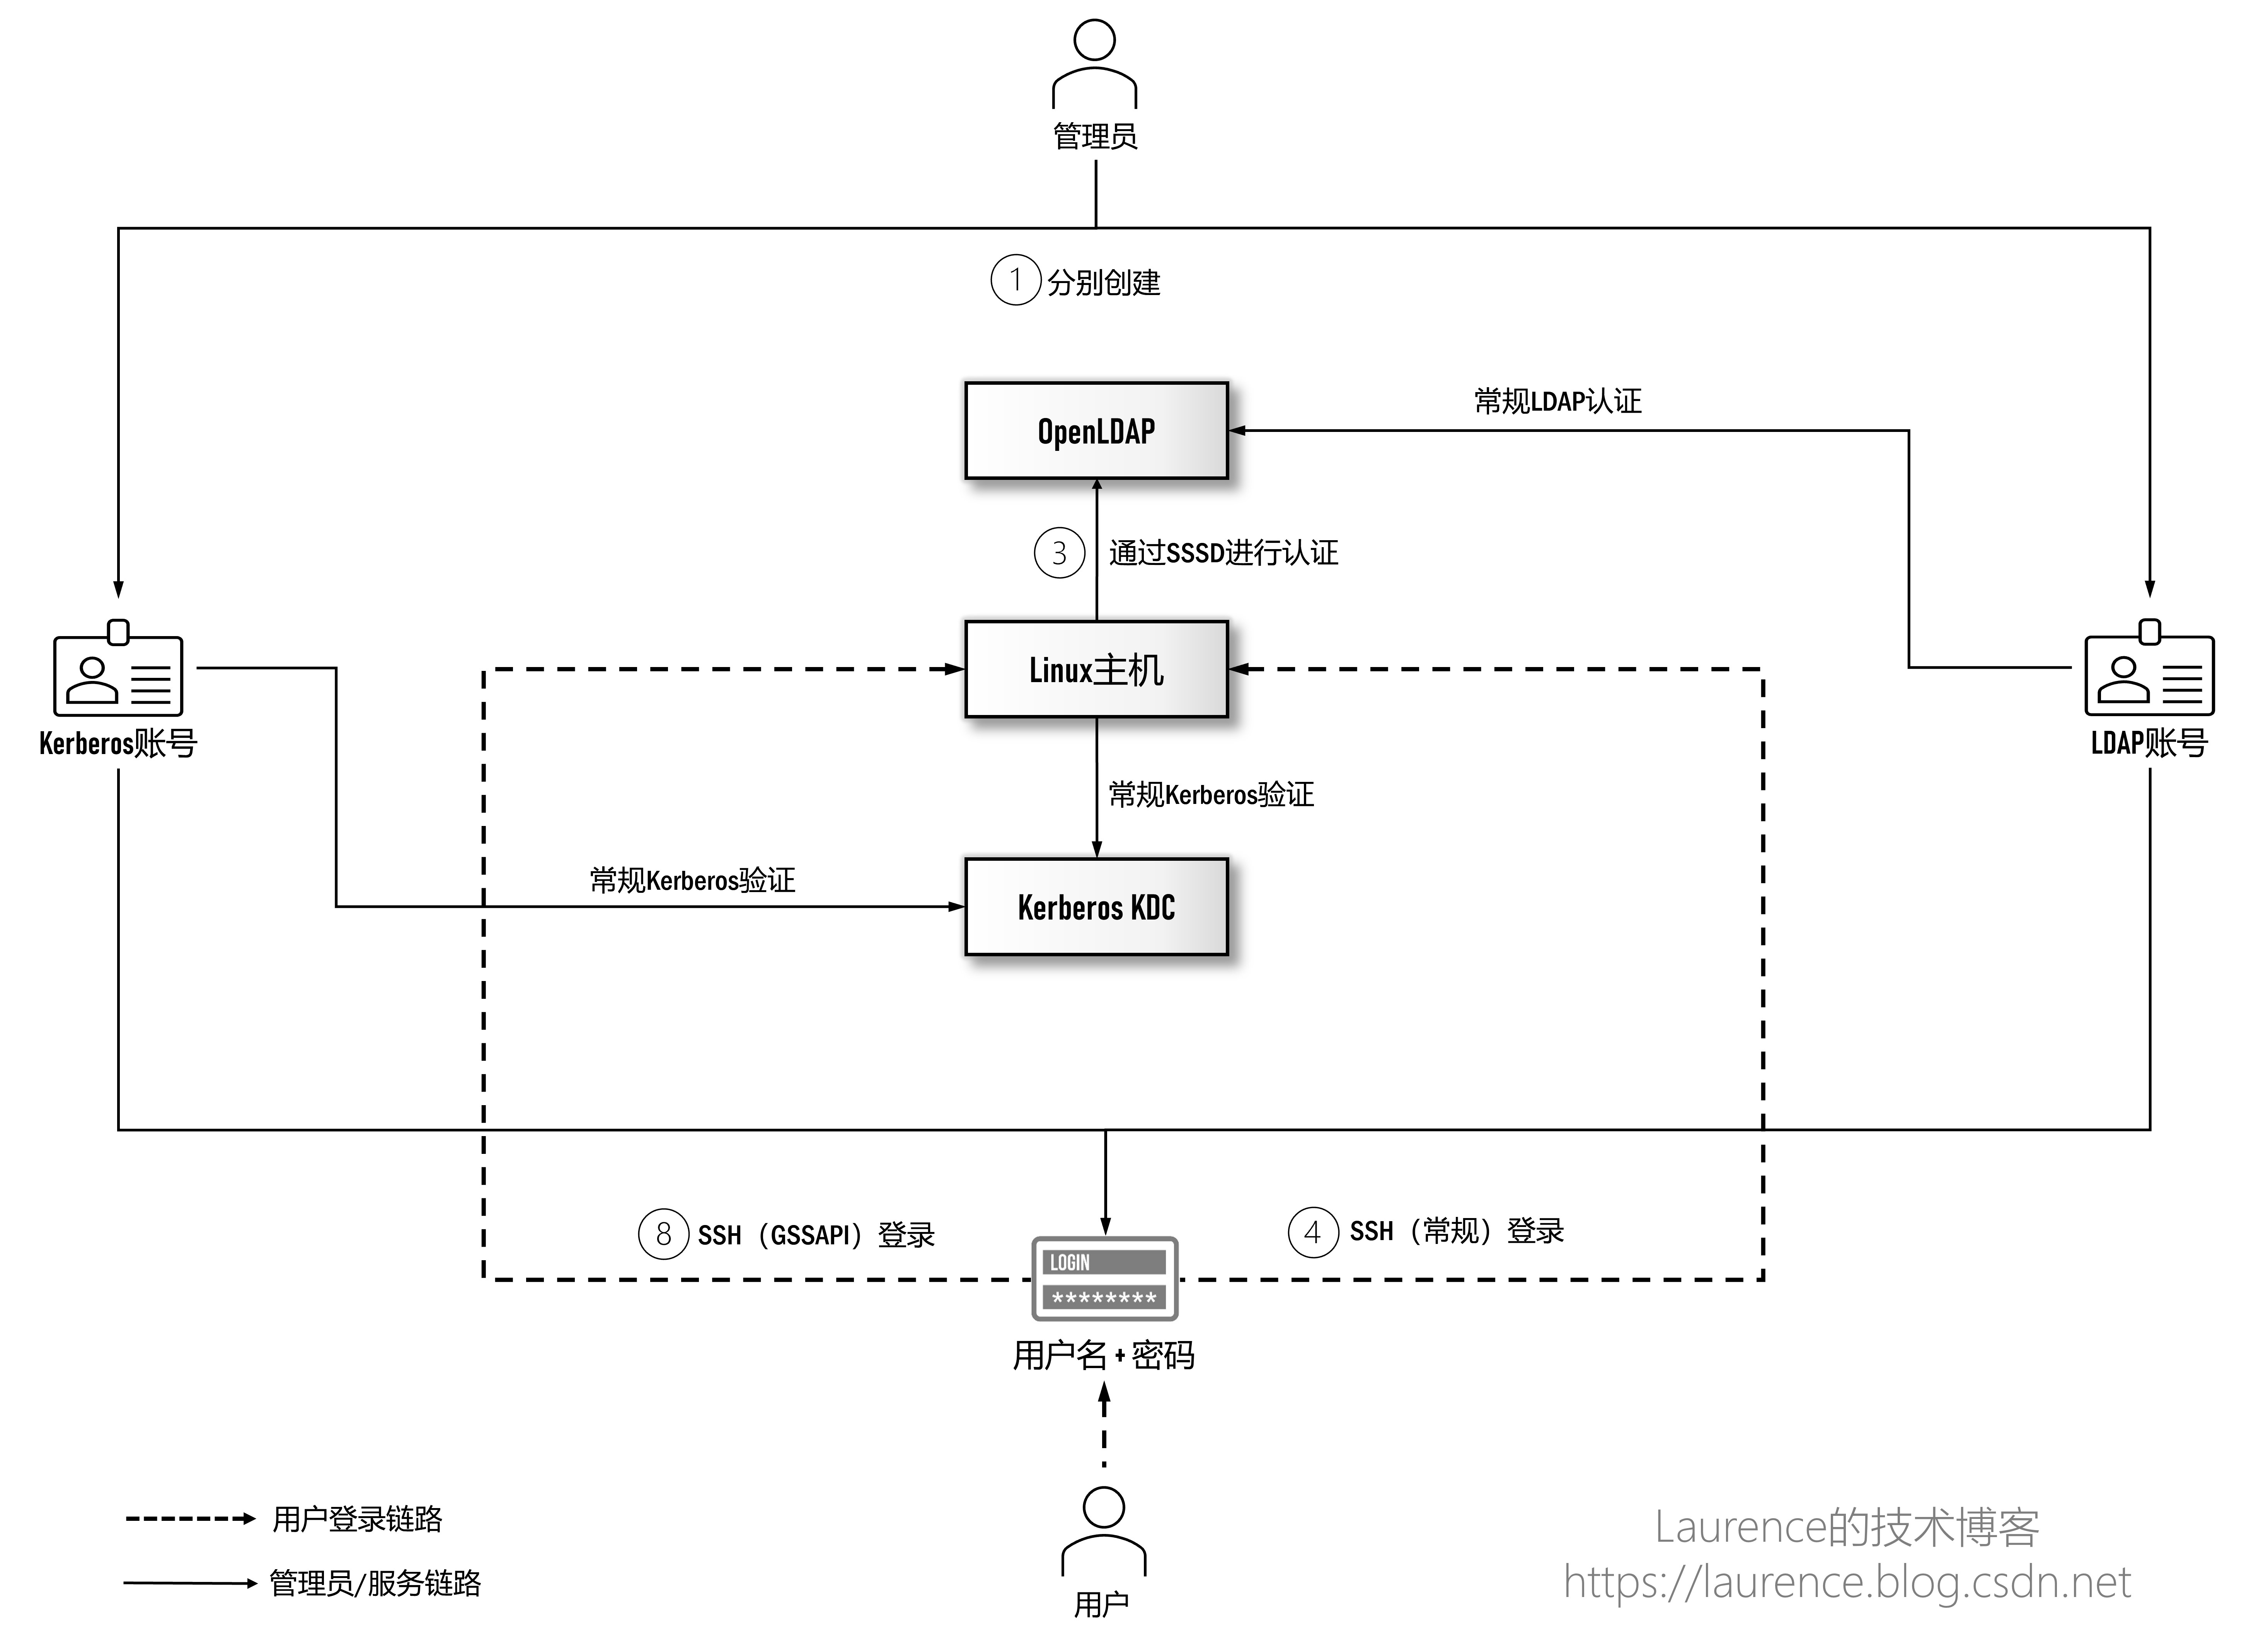 管理员
1 分别创建
OpenLDAP
常规LDAP认证
3 通过SSSD进行认证
Linux主机
Kerberos账号
LDAP账号
常规Kerberos验证
常规Kerberos验证
Kerberos KDC
8 SSH（GSSAPI）登录
4 SSH（常规）登录
LOGIN
********
用户名 + 密码
用户登录链路
管理员/服务链路
用户
Laurence的技术博客
https://laurence.blog.csdn.net